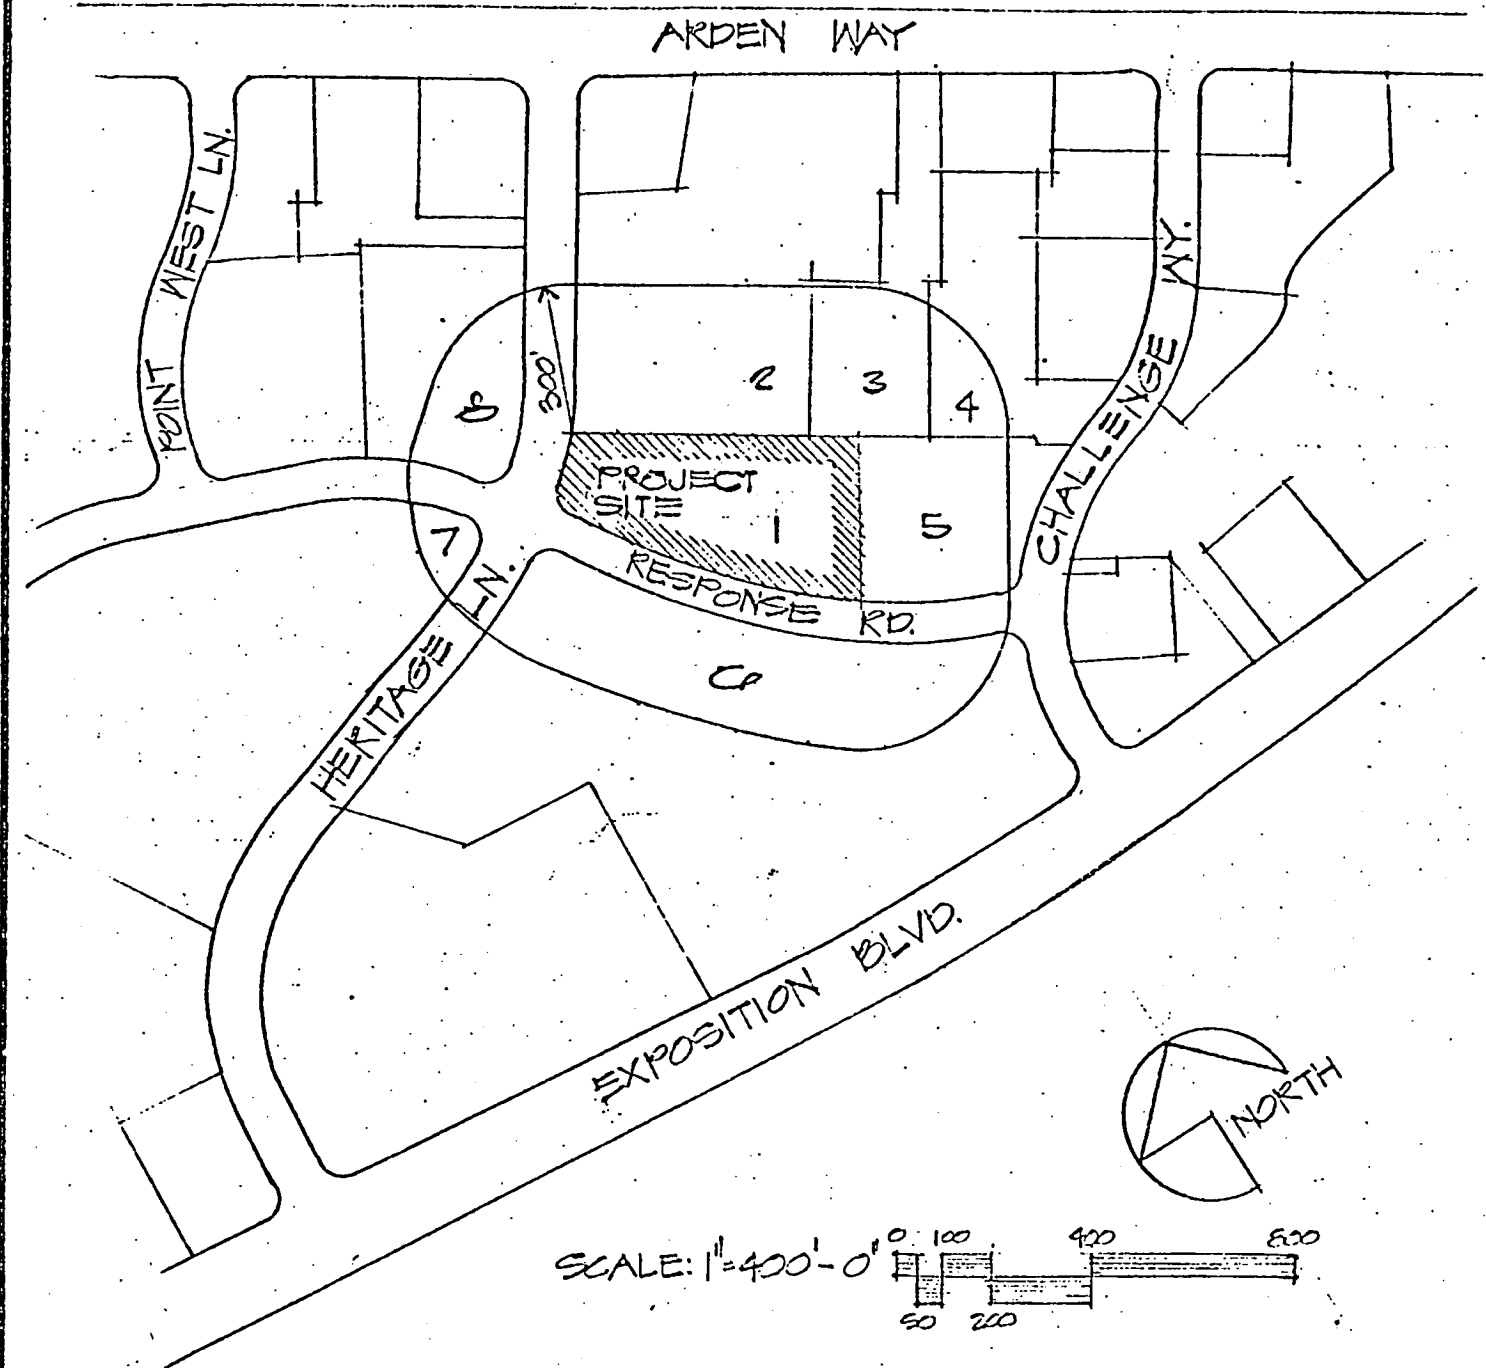 ARDEN WAY
POINT WEST LN.
CHALLENGE WY.
300'
2
3
4
8
PROJECT
SITE
1
5
7
HERITAGE LN.
RESPONSE RD.
6
EXPOSITION BLVD.
NORTH
SCALE: 1"=400'-0"
0 100 400 800
50 200